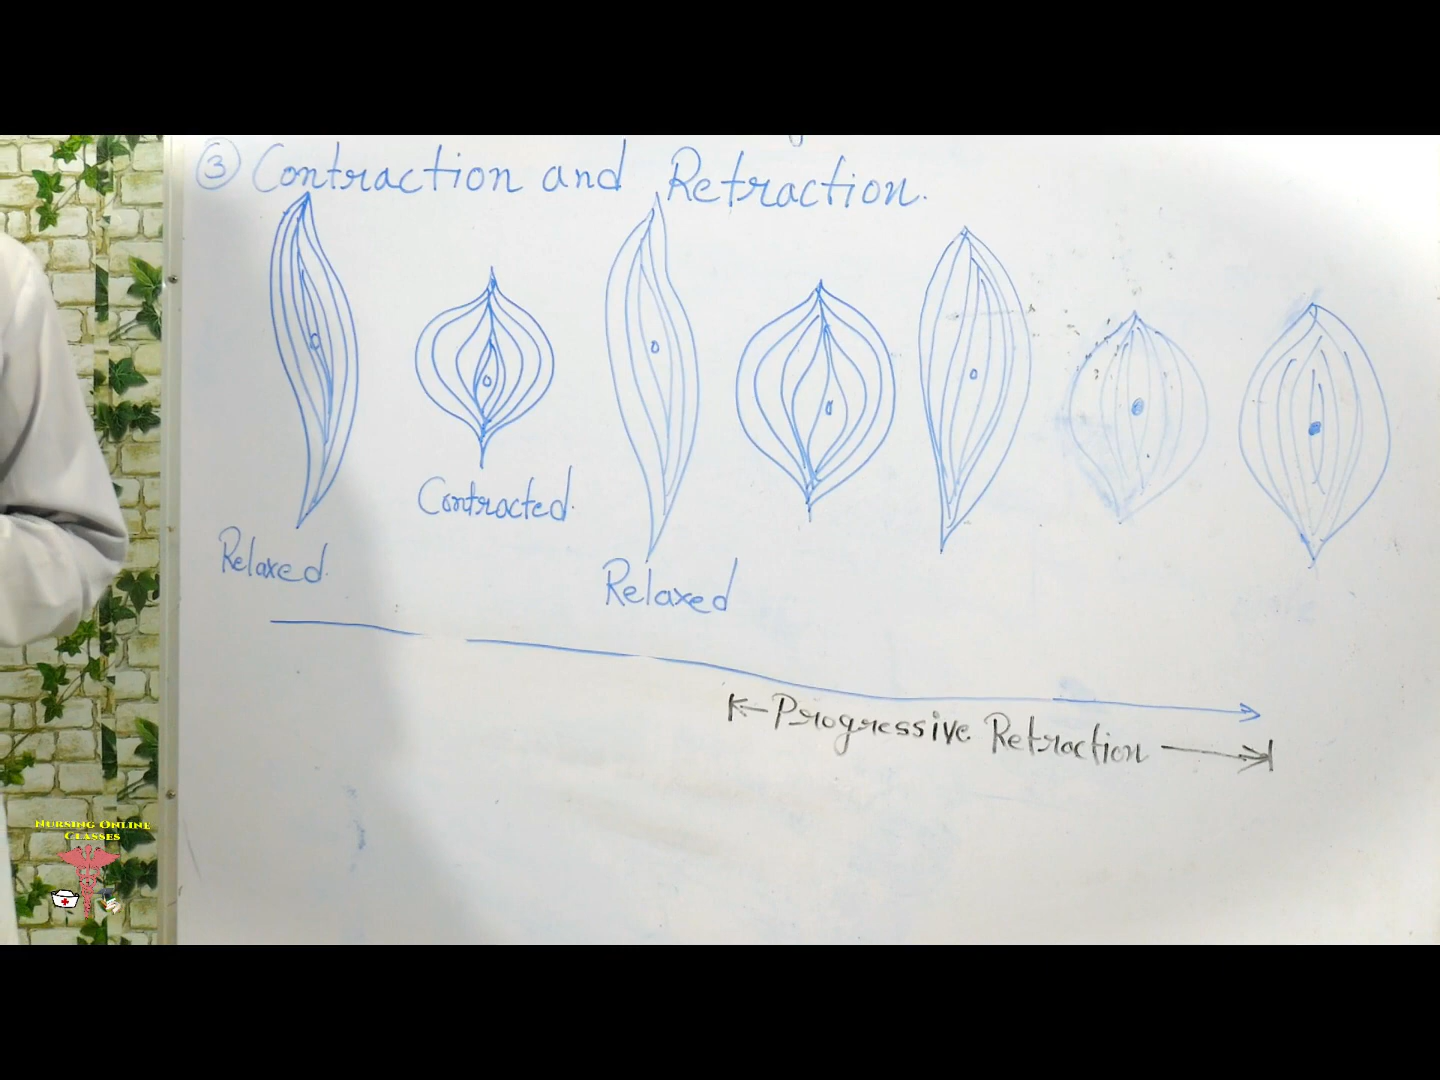 ③ Contraction and Retraction.
Contracted.
Relaxed.
Relaxed
Progressive Retraction
NURSING ONLINE
CLASSES